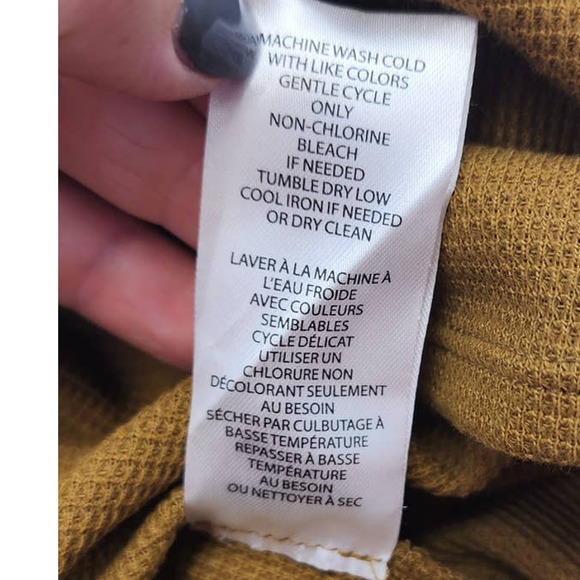 MACHINE WASH COLD
WITH LIKE COLORS
GENTLE CYCLE
ONLY
NON-CHLORINE
BLEACH
IF NEEDED
TUMBLE DRY LOW
COOL IRON IF NEEDED
OR DRY CLEAN
LAVER À LA MACHINE À
L'EAU FROIDE
AVEC COULEURS
SEMBLABLES
CYCLE DÉLICAT
UTILISER UN
CHLORURE NON
DÉCOLORANT SEULEMENT
AU BESOIN
SÉCHER PAR CULBUTAGE À
BASSE TEMPÉRATURE
REPASSER À BASSE
TEMPÉRATURE
AU BESOIN
OU NETTOYER À SEC